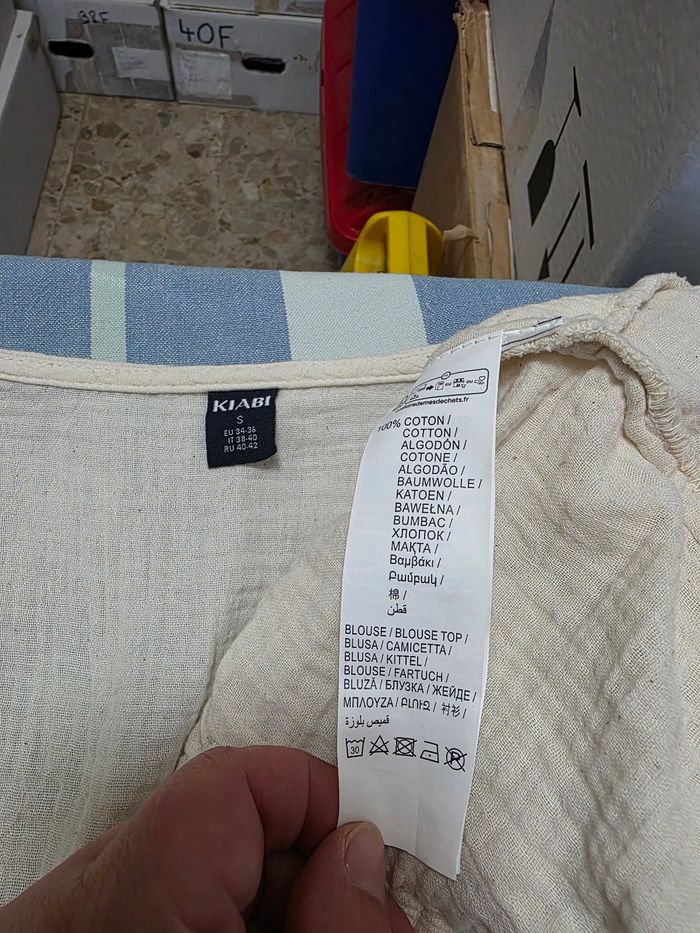 38F
40F
KIABI
S
EU 34-36
IT 38-40
RU 40-42
ou ou
100% COTON /
COTTON /
ALGODÓN /
COTONE /
ALGODÃO /
BAUMWOLLE /
KATOEN /
BAWEŁNA /
BUMBAC /
ХЛОПОК /
МАҚТА /
Βαμβάκι /
Բամբակ /
棉 /
قطن
BLOUSE / BLOUSE TOP /
BLUSA / CAMICETTA /
BLUSA / KITTEL /
BLOUSE / FARTUCH /
BLUZĂ / БЛУЗКА / ЖЕЙДЕ /
ΜΠΛΟΥΖΑ / ԲԼՈՒԶ / 衬衫 /
قميص بلوزة
30
R